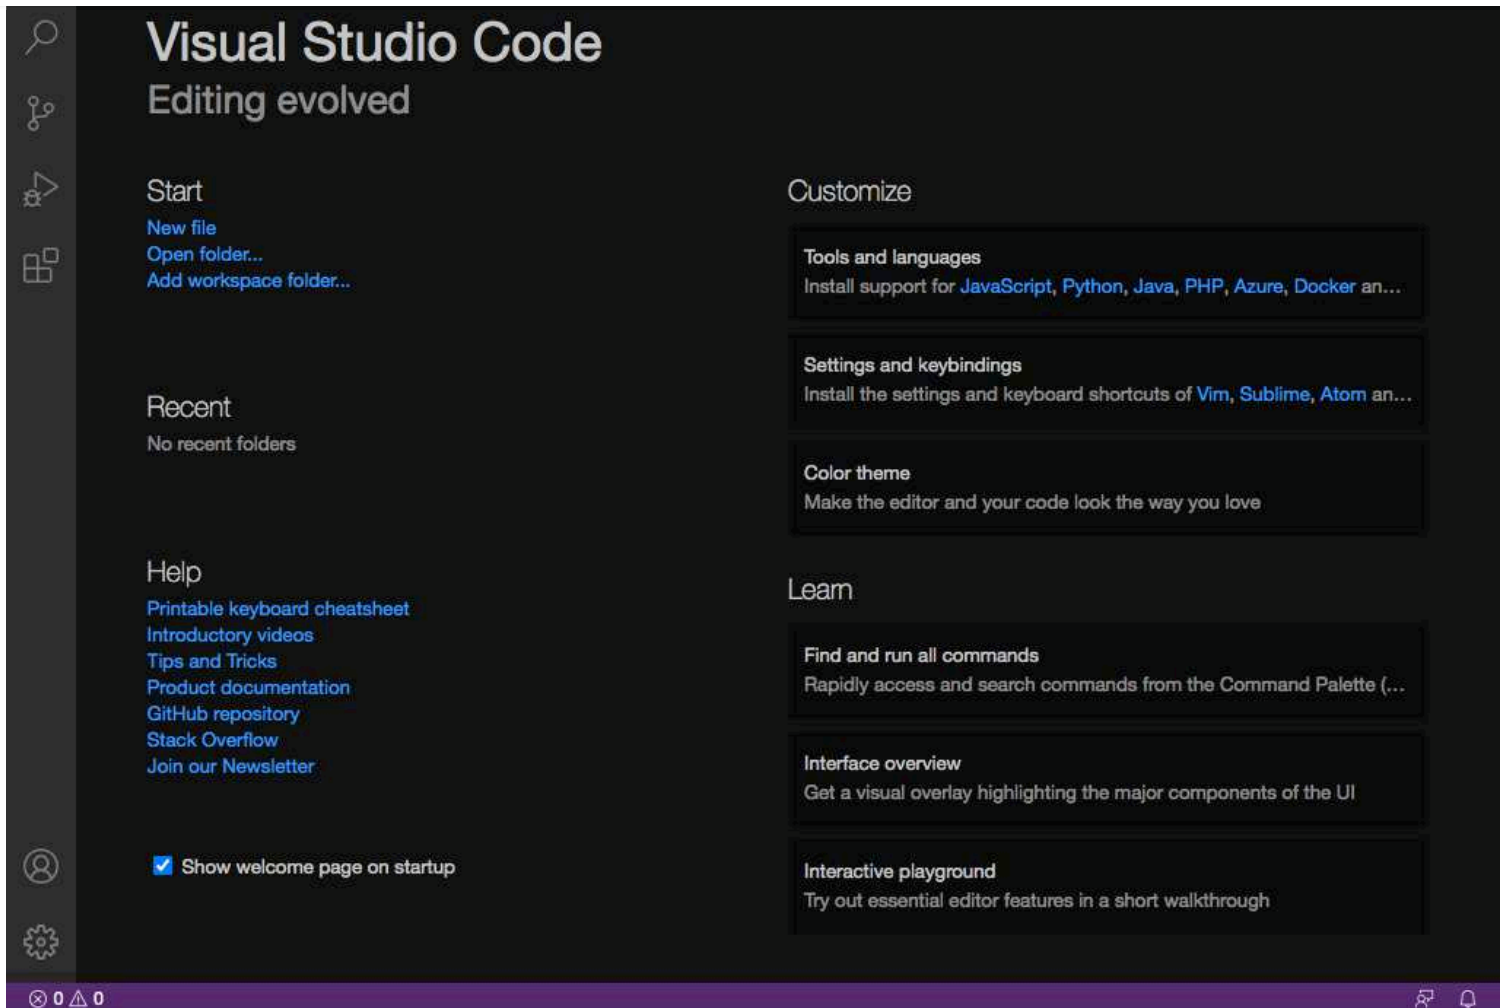 Visual Studio Code
Editing evolved
Start
New file
Open folder...
Add workspace folder...
Recent
No recent folders
Help
Printable keyboard cheatsheet
Introductory videos
Tips and Tricks
Product documentation
GitHub repository
Stack Overflow
Join our Newsletter
Show welcome page on startup
Customize
Tools and languages
Install support for JavaScript, Python, Java, PHP, Azure, Docker an...
Settings and keybindings
Install the settings and keyboard shortcuts of Vim, Sublime, Atom an...
Color theme
Make the editor and your code look the way you love
Learn
Find and run all commands
Rapidly access and search commands from the Command Palette (...
Interface overview
Get a visual overlay highlighting the major components of the UI
Interactive playground
Try out essential editor features in a short walkthrough
0 0